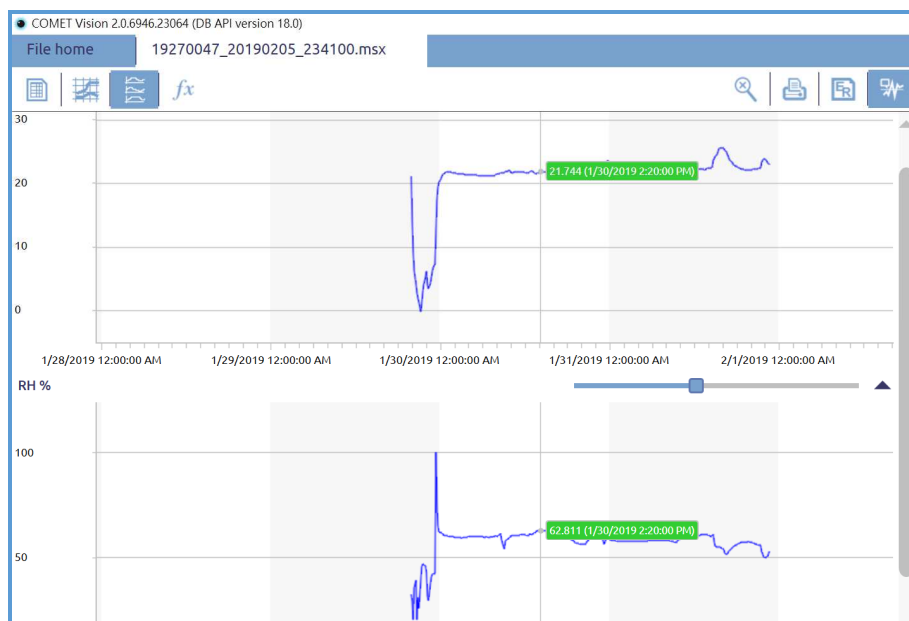 COMET Vision 2.0.6946.23064 (DB API version 18.0)
File home
19270047_20190205_234100.msx
fx
ER
30
20
10
0
21.744 (1/30/2019 2:20:00 PM)
1/28/2019 12:00:00 AM
1/29/2019 12:00:00 AM
1/30/2019 12:00:00 AM
1/31/2019 12:00:00 AM
2/1/2019 12:00:00 AM
RH %
100
50
62.811 (1/30/2019 2:20:00 PM)